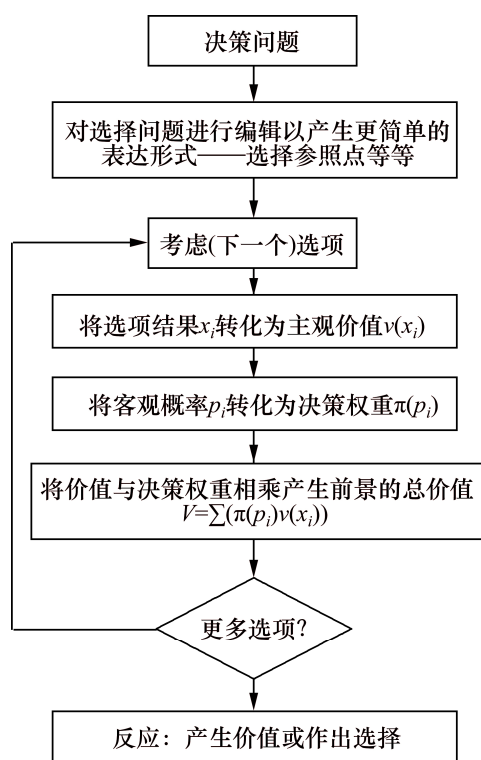 决策问题
对选择问题进行编辑以产生更简单的
表达形式——选择参照点等等
考虑(下一个)选项
将选项结果xi转化为主观价值v(xi)
将客观概率pi转化为决策权重π(pi)
将价值与决策权重相乘产生前景的总价值
V=∑(π(pi)v(xi))
更多选项?
反应：产生价值或作出选择